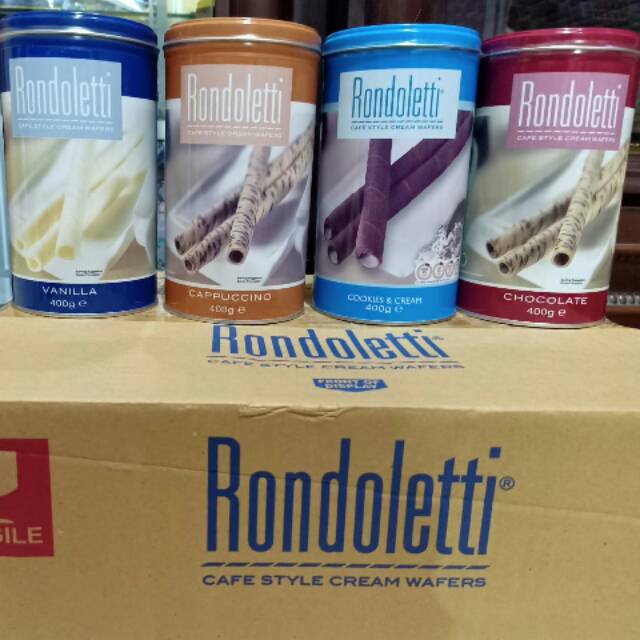 Rondoletti
CAFE STYLE CREAM WAFERS
VANILLA
400g e
Rondoletti
CAFE STYLE CREAM WAFERS
CAPPUCCINO
400g e
Rondoletti®
CAFE STYLE CREAM WAFERS
COOKIES & CREAM
400g e
Rondoletti
CAFE STYLE CREAM WAFERS
CHOCOLATE
400g e
Rondoletti®
CAFE STYLE CREAM WAFERS
FRONT OF
DISPLAY
GILE
Rondoletti®
CAFE STYLE CREAM WAFERS